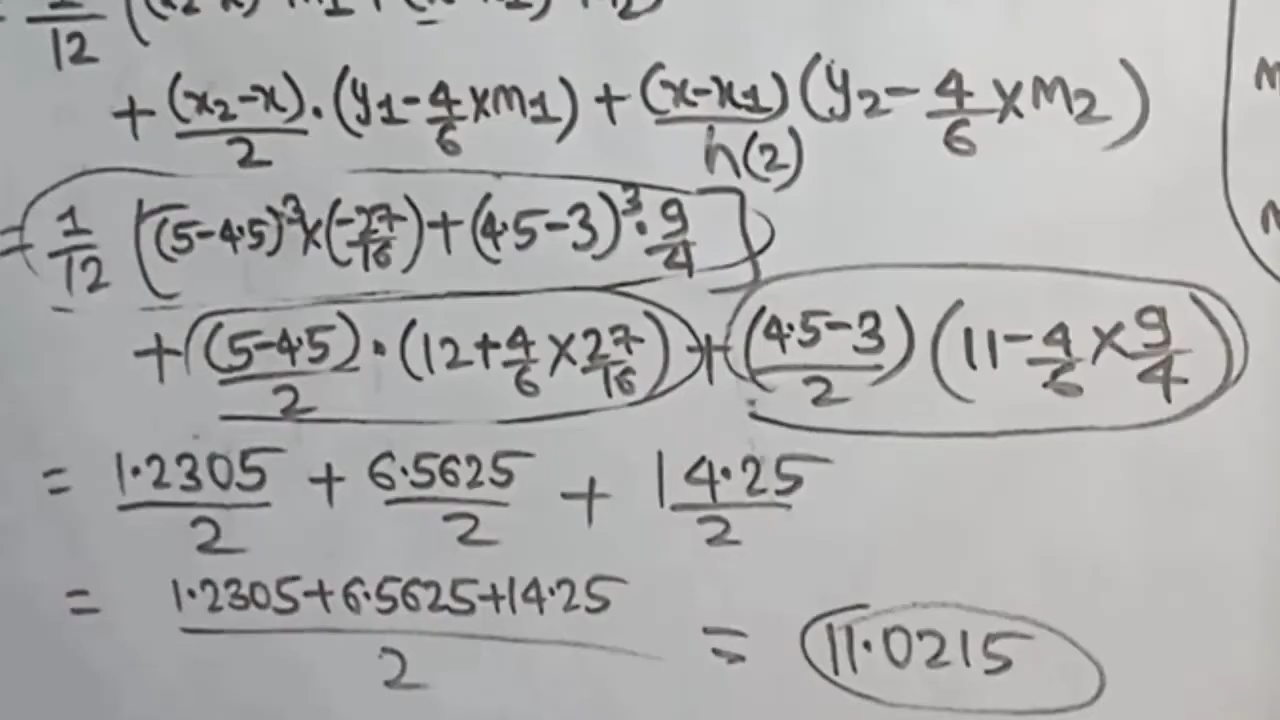 12
+ (x2-x)/2 · (y1 - 4/6 × m1) + (x-x1)/h(2) (y2 - 4/6 × m2)
= 1/12 [(5-4.5)³ × (-27/16) + (4.5-3)³ · 9/4]
+ (5-4.5)/2 · (12 + 4/6 × 27/16) + (4.5-3)/2 (11 - 4/6 × 9/4)
= 1.2305/2 + 6.5625/2 + 14.25/2
= 1.2305+6.5625+14.25/2 = 11.0215